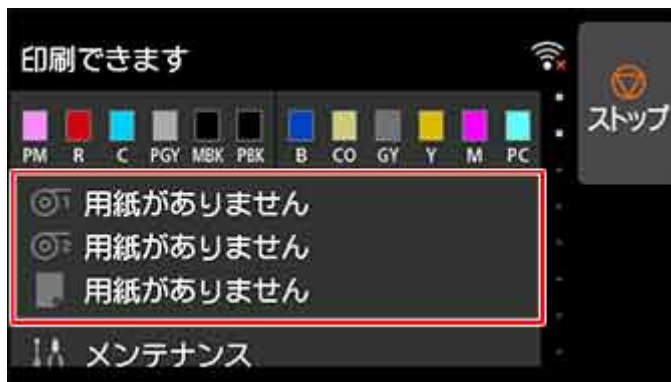 印刷できます
ストップ
PM R C PGY MBK PBK B CO GY Y M PC
1 用紙がありません
2 用紙がありません
用紙がありません
メンテナンス